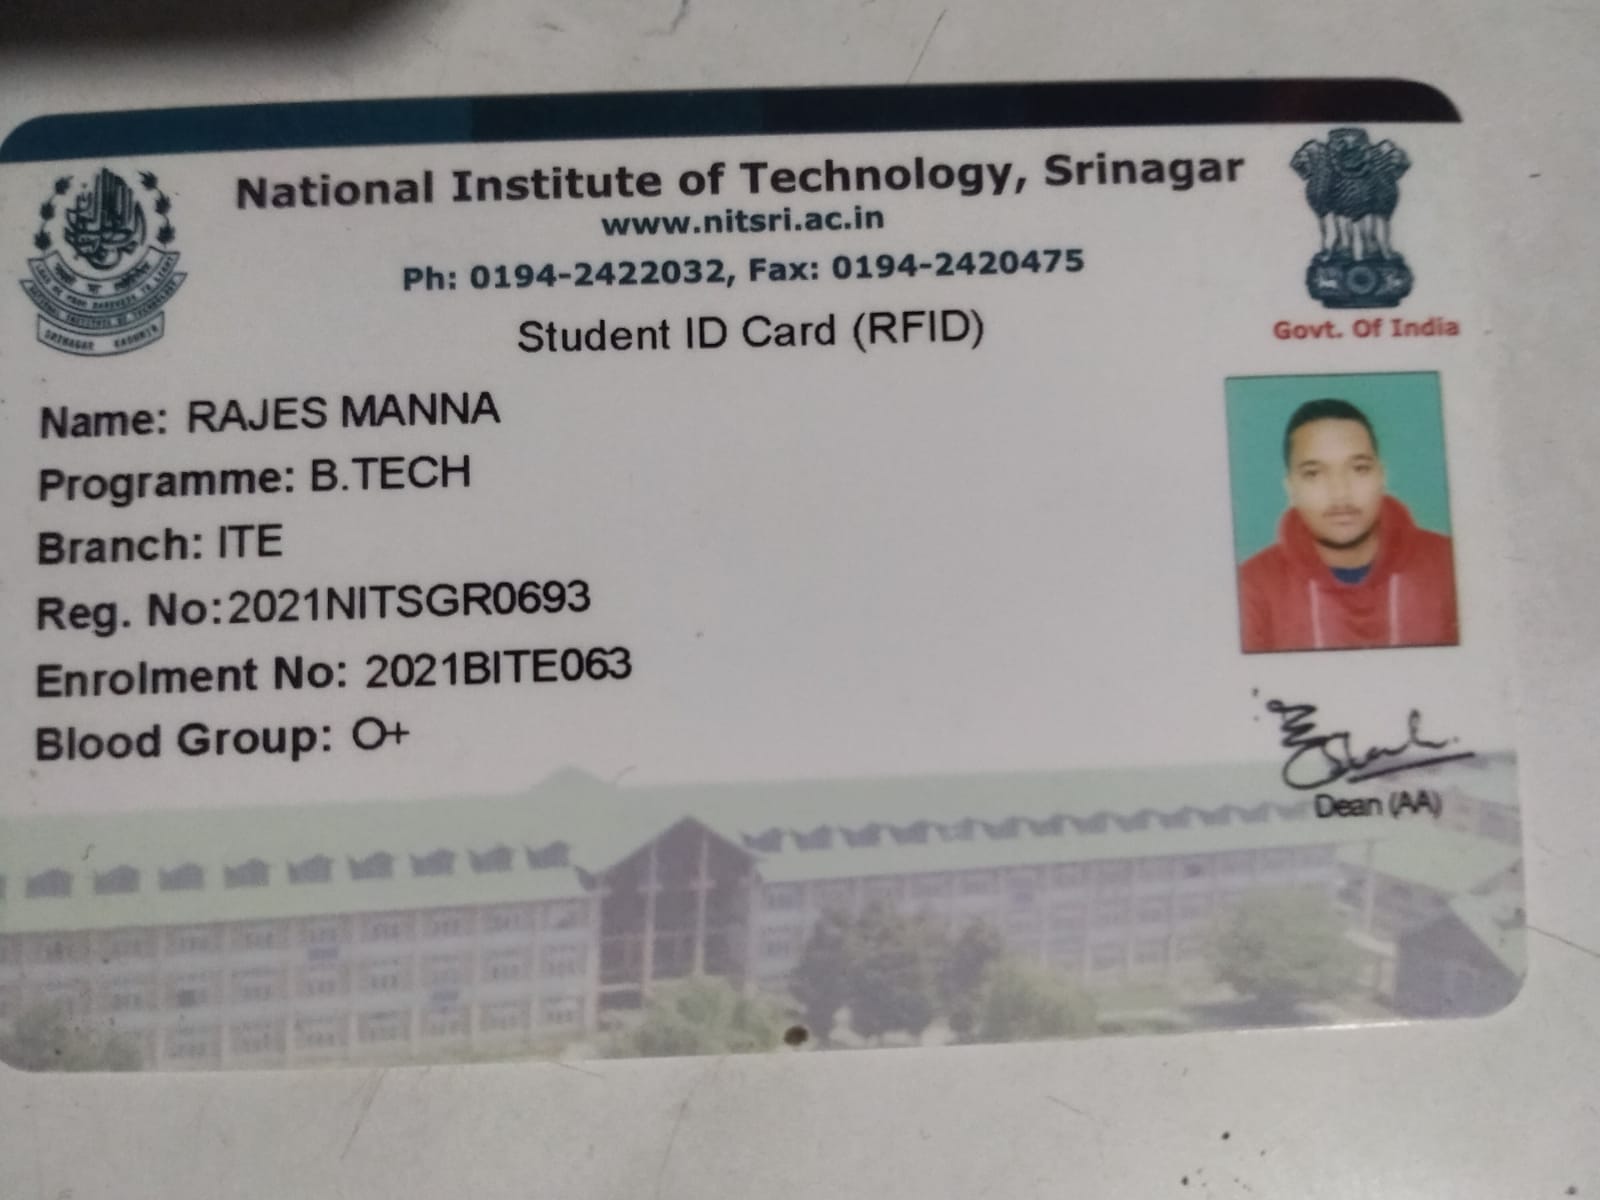 National Institute of Technology, Srinagar
www.nitsri.ac.in
Ph: 0194-2422032, Fax: 0194-2420475
Student ID Card (RFID)
Govt. Of India
SRINAGAR KASHMIR
Name: RAJES MANNA
Programme: B.TECH
Branch: ITE
Reg. No:2021NITSGR0693
Enrolment No: 2021BITE063
Blood Group: O+
Dean (AA)